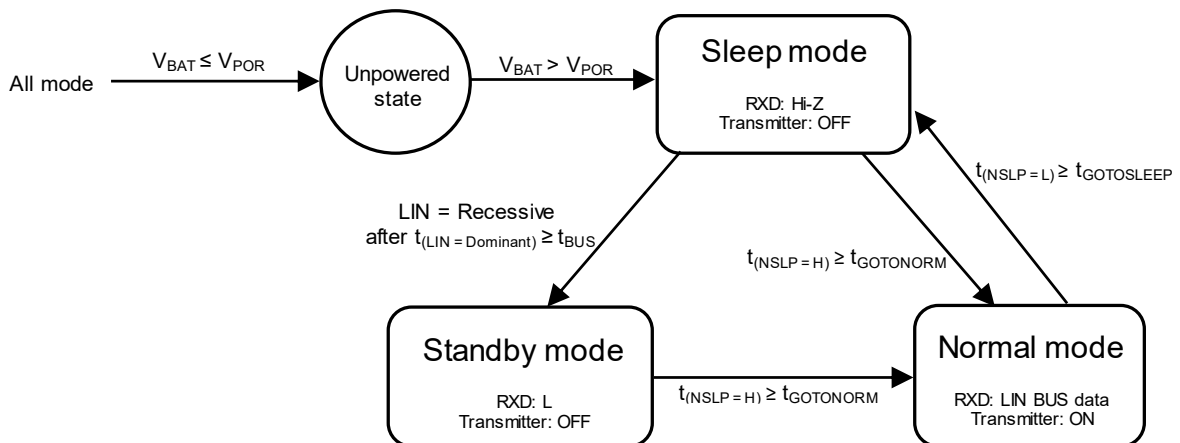 All mode
V_BAT ≤ V_POR
Unpowered
state
V_BAT > V_POR
Sleep mode
RXD: Hi-Z
Transmitter: OFF
t_(NSLP = L) ≥ t_GOTOSLEEP
LIN = Recessive
after t_(LIN = Dominant) ≥ t_BUS
t_(NSLP = H) ≥ t_GOTONORM
Standby mode
RXD: L
Transmitter: OFF
t_(NSLP = H) ≥ t_GOTONORM
Normal mode
RXD: LIN BUS data
Transmitter: ON